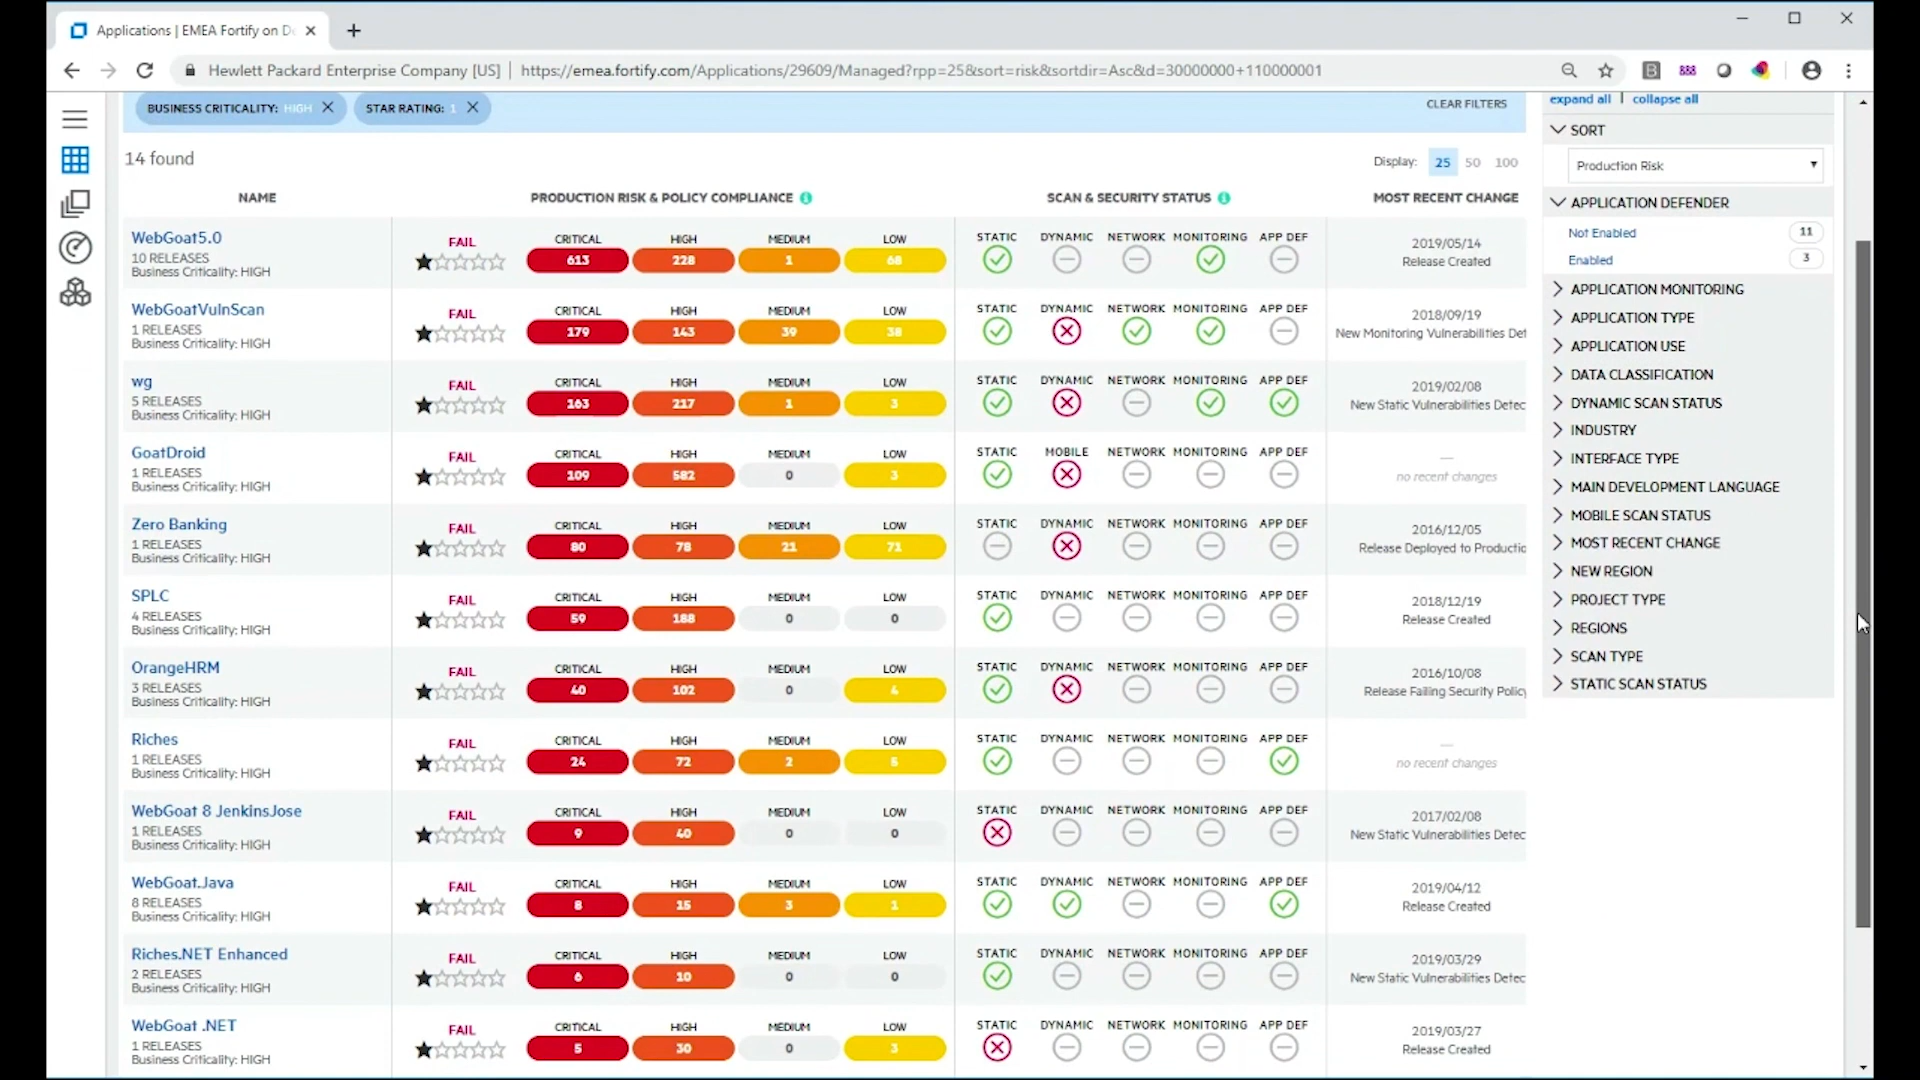 Applications | EMEA Fortify on De
Hewlett Packard Enterprise Company [US] | https://emea.fortify.com/Applications/29609/Managed?rpp=25&sort=risk&sortdir=Asc&d=30000000+110000001
BUSINESS CRITICALITY: HIGH
STAR RATING: 1
CLEAR FILTERS
expand all | collapse all
14 found
Display: 25 50 100
NAME PRODUCTION RISK & POLICY COMPLIANCE SCAN & SECURITY STATUS MOST RECENT CHANGE
WebGoat5.0
10 RELEASES
Business Criticality: HIGH
FAIL
CRITICAL HIGH MEDIUM LOW
613 228 1 68
STATIC DYNAMIC NETWORK MONITORING APP DEF
2019/05/14
Release Created
WebGoatVulnScan
1 RELEASES
Business Criticality: HIGH
FAIL
CRITICAL HIGH MEDIUM LOW
179 143 39 38
STATIC DYNAMIC NETWORK MONITORING APP DEF
2018/09/19
New Monitoring Vulnerabilities Det
wg
5 RELEASES
Business Criticality: HIGH
FAIL
CRITICAL HIGH MEDIUM LOW
163 217 1 3
STATIC DYNAMIC NETWORK MONITORING APP DEF
2019/02/08
New Static Vulnerabilities Detec
GoatDroid
1 RELEASES
Business Criticality: HIGH
FAIL
CRITICAL HIGH MEDIUM LOW
109 582 0 3
STATIC MOBILE NETWORK MONITORING APP DEF
no recent changes
Zero Banking
1 RELEASES
Business Criticality: HIGH
FAIL
CRITICAL HIGH MEDIUM LOW
80 78 21 71
STATIC DYNAMIC NETWORK MONITORING APP DEF
2016/12/05
Release Deployed to Productio
SPLC
4 RELEASES
Business Criticality: HIGH
FAIL
CRITICAL HIGH MEDIUM LOW
59 188 0 0
STATIC DYNAMIC NETWORK MONITORING APP DEF
2018/12/19
Release Created
OrangeHRM
3 RELEASES
Business Criticality: HIGH
FAIL
CRITICAL HIGH MEDIUM LOW
40 102 0 4
STATIC DYNAMIC NETWORK MONITORING APP DEF
2016/10/08
Release Failing Security Policy
Riches
1 RELEASES
Business Criticality: HIGH
FAIL
CRITICAL HIGH MEDIUM LOW
24 72 2 5
STATIC DYNAMIC NETWORK MONITORING APP DEF
no recent changes
WebGoat 8 JenkinsJose
1 RELEASES
Business Criticality: HIGH
FAIL
CRITICAL HIGH MEDIUM LOW
9 40 0 0
STATIC DYNAMIC NETWORK MONITORING APP DEF
2017/02/08
New Static Vulnerabilities Detec
WebGoat.Java
8 RELEASES
Business Criticality: HIGH
FAIL
CRITICAL HIGH MEDIUM LOW
8 15 3 1
STATIC DYNAMIC NETWORK MONITORING APP DEF
2019/04/12
Release Created
Riches.NET Enhanced
2 RELEASES
Business Criticality: HIGH
FAIL
CRITICAL HIGH MEDIUM LOW
6 10 0 0
STATIC DYNAMIC NETWORK MONITORING APP DEF
2019/03/29
New Static Vulnerabilities Detec
WebGoat .NET
1 RELEASES
Business Criticality: HIGH
FAIL
CRITICAL HIGH MEDIUM LOW
5 30 0 3
STATIC DYNAMIC NETWORK MONITORING APP DEF
2019/03/27
Release Created
SORT
Production Risk
APPLICATION DEFENDER
Not Enabled 11
Enabled 3
APPLICATION MONITORING
APPLICATION TYPE
APPLICATION USE
DATA CLASSIFICATION
DYNAMIC SCAN STATUS
INDUSTRY
INTERFACE TYPE
MAIN DEVELOPMENT LANGUAGE
MOBILE SCAN STATUS
MOST RECENT CHANGE
NEW REGION
PROJECT TYPE
REGIONS
SCAN TYPE
STATIC SCAN STATUS